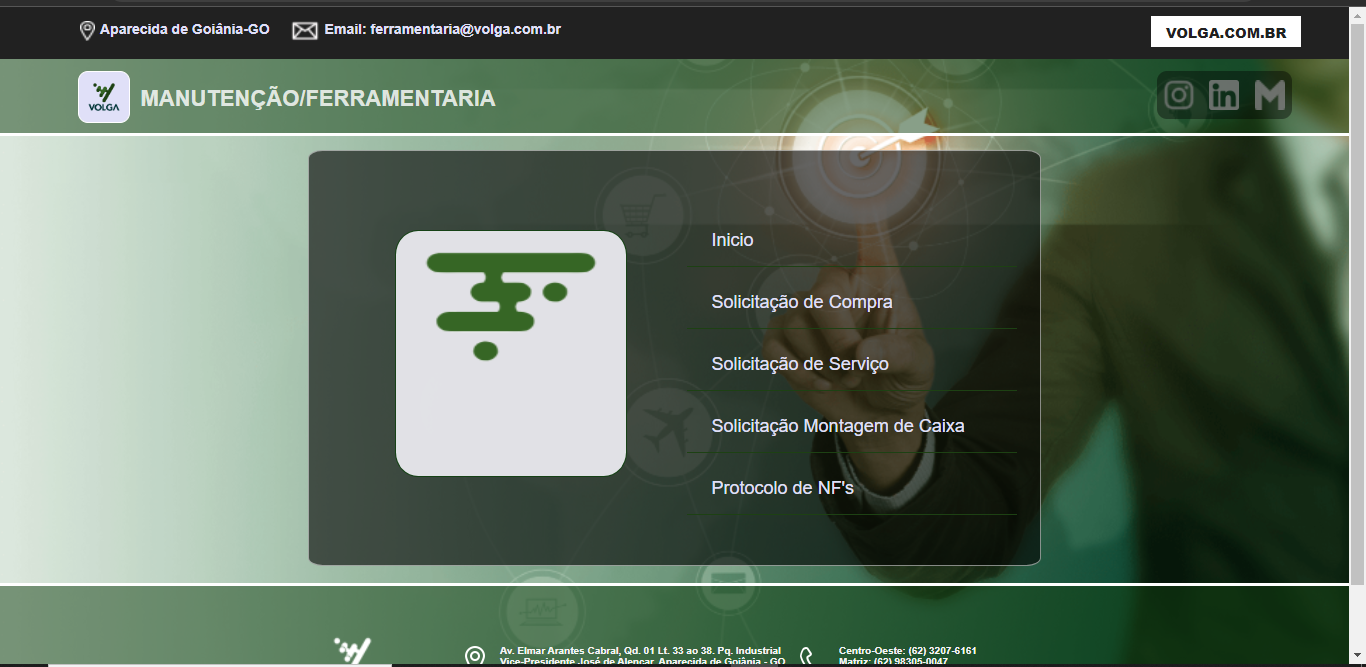 Aparecida de Goiânia-GO
Email: ferramentaria@volga.com.br
VOLGA.COM.BR
VOLGA
MANUTENÇÃO/FERRAMENTARIA
Inicio
Solicitação de Compra
Solicitação de Serviço
Solicitação Montagem de Caixa
Protocolo de NF's
Av. Elmar Arantes Cabral, Qd. 01 Lt. 33 ao 38. Pq. Industrial
Vice-Presidente José de Alencar, Aparecida de Goiânia - GO
Centro-Oeste: (62) 3207-6161
Matriz: (62) 98305-0047